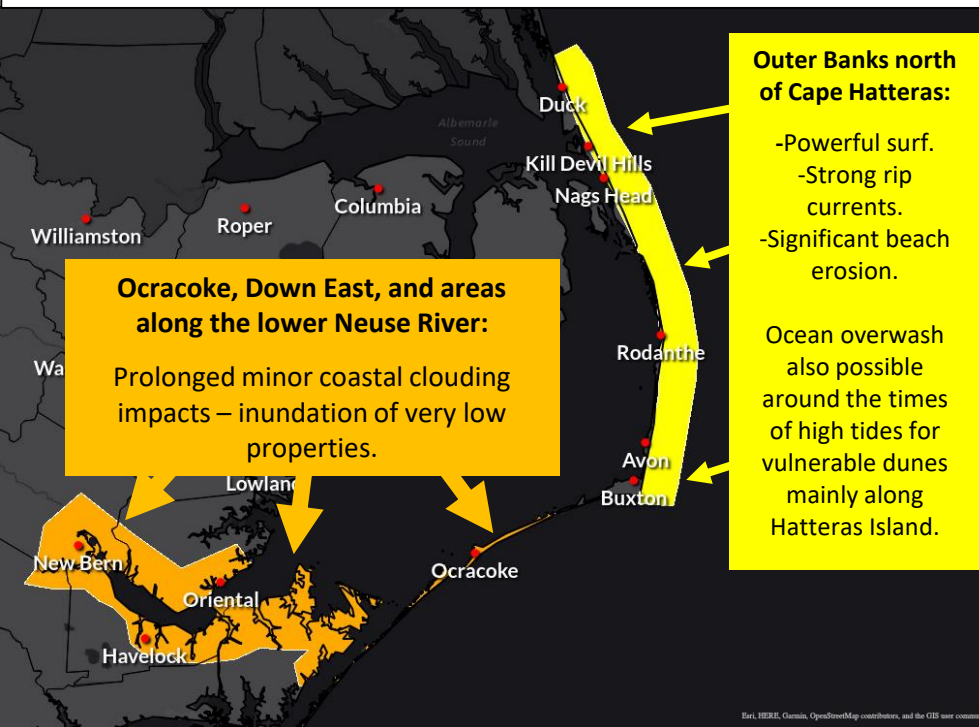 Outer Banks north
of Cape Hatteras:
-Powerful surf.
-Strong rip
currents.
-Significant beach
erosion.
Ocean overwash
also possible
around the times
of high tides for
vulnerable dunes
mainly along
Hatteras Island.
Duck
Albemarle
Sound
Kill Devil Hills
Nags Head
Columbia
Roper
Williamston
Ocracoke, Down East, and areas
along the lower Neuse River:
Prolonged minor coastal clouding
impacts – inundation of very low
properties.
Wa
Rodanthe
Avon
Lowland
Buxton
Ocracoke
New Bern
Oriental
Havelock
Esri, HERE, Garmin, OpenStreetMap contributors, and the GIS user commu